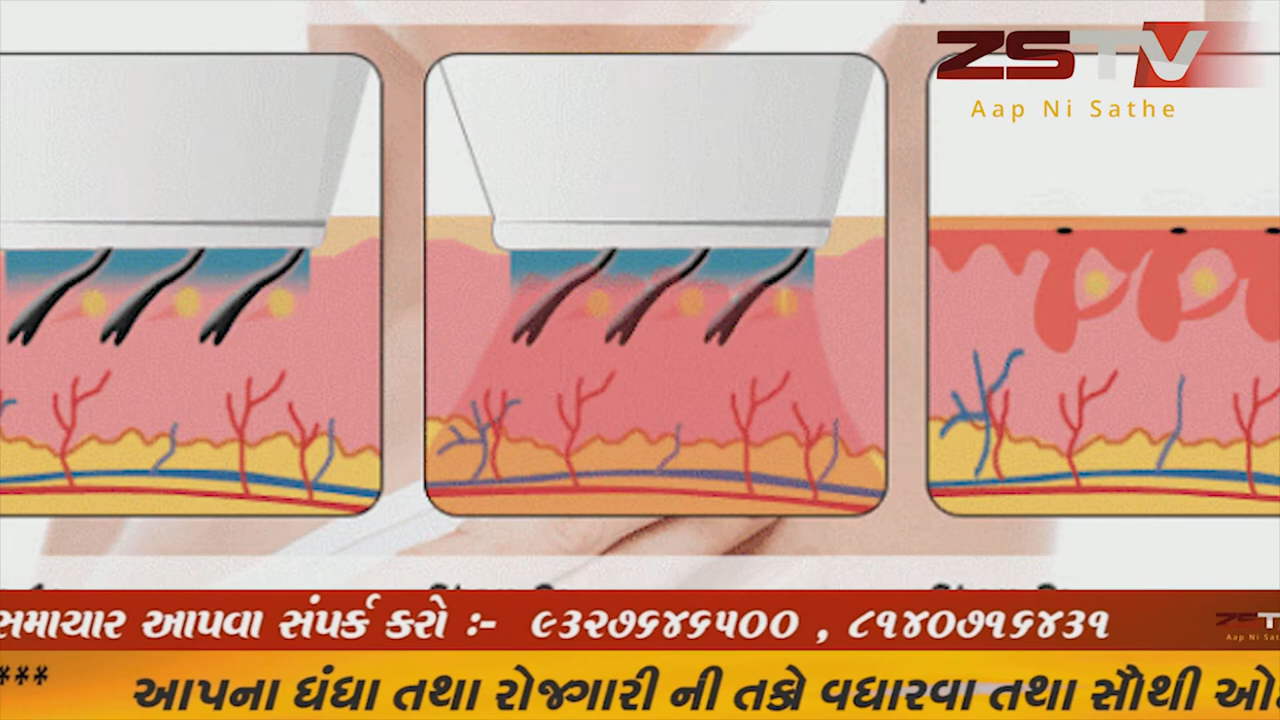 ZSTV
Aap Ni Sathe
સમાચાર આપવા સંપર્ક કરો :- ૯૩૨૭૬૪૬૫૦૦ , ૮૧૪૦૭૧૬૪૩૧
ZSTV
Aap Ni
*** આપના ધંધા તથા રોજગારી ની તકો વધારવા તથા સૌથી